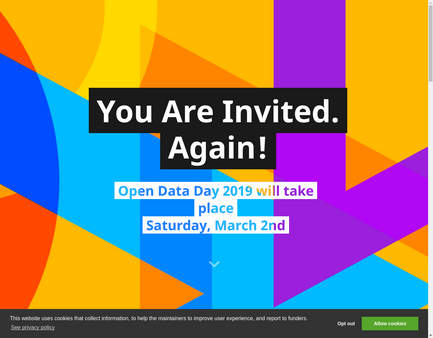 You Are Invited.
Again!
Open Data Day 2019 will take
place
Saturday, March 2nd
This website uses cookies that collect information, to help the maintainers to improve user experience, and report to funders.
See privacy policy
Opt out
Allow cookies